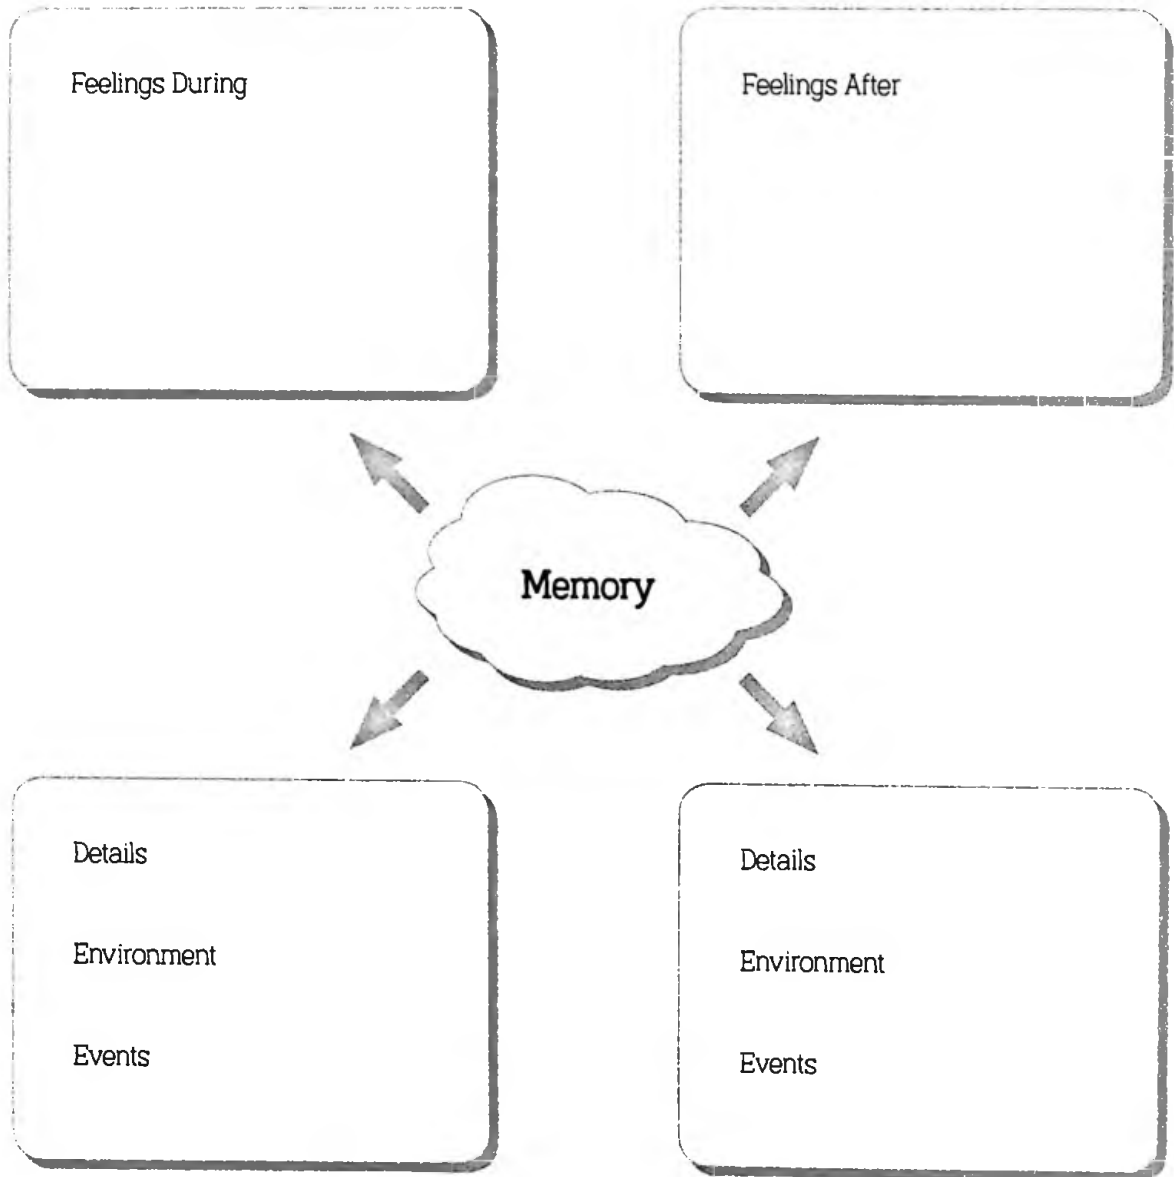 Feelings During
Feelings After
Memory
Details
Environment
Events
Details
Environment
Events